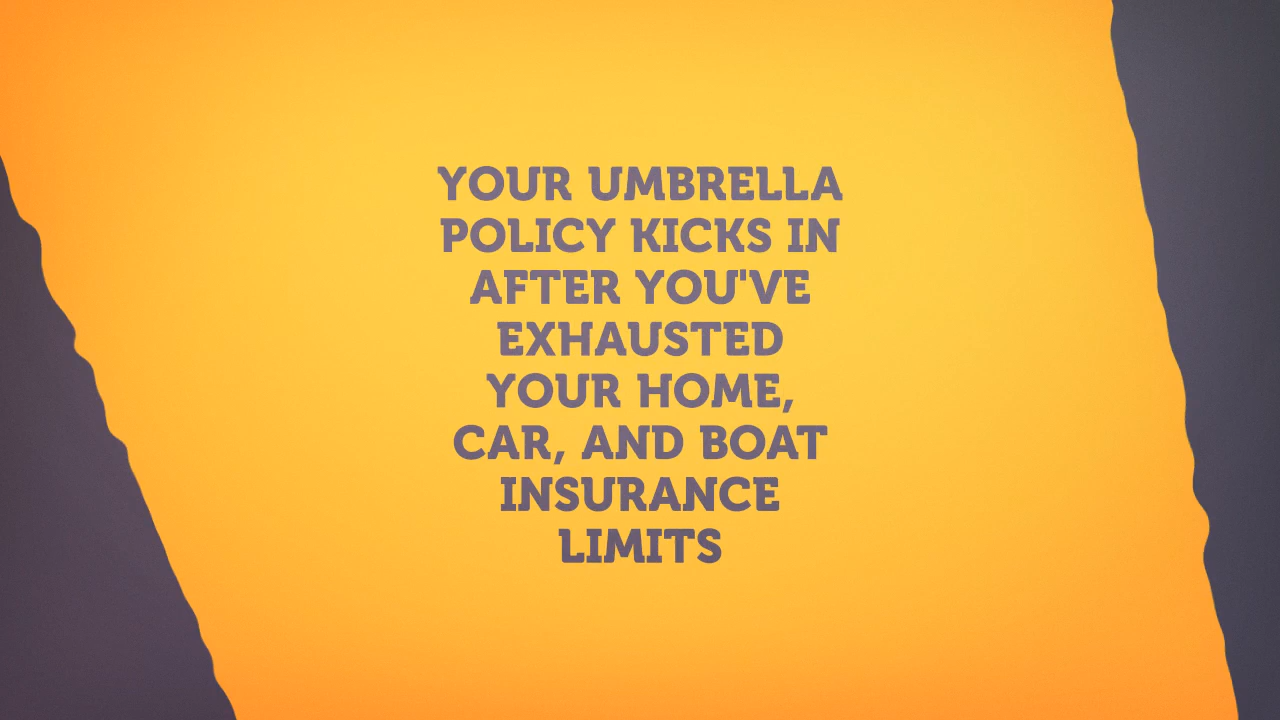 YOUR UMBRELLA
POLICY KICKS IN
AFTER YOU'VE
EXHAUSTED
YOUR HOME,
CAR, AND BOAT
INSURANCE
LIMITS